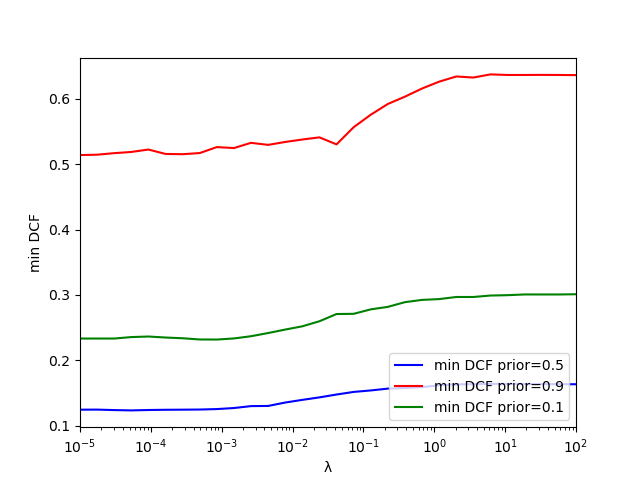 0.6
0.5
0.4
0.3
0.2
0.1
min DCF
min DCF prior=0.5
min DCF prior=0.9
min DCF prior=0.1
10⁻⁵ 10⁻⁴ 10⁻³ 10⁻² 10⁻¹ 10⁰ 10¹ 10²
λ